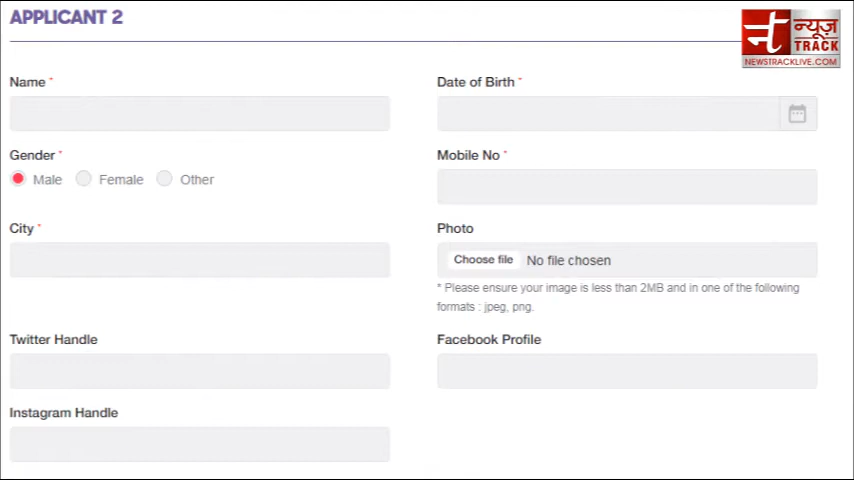 APPLICANT 2
न्यूज़
TRACK
NEWSTRACKLIVE.COM
Name *
Date of Birth *
Gender *
Male Female Other
Mobile No *
City *
Photo
Choose file No file chosen
* Please ensure your image is less than 2MB and in one of the following
formats : jpeg, png.
Twitter Handle
Facebook Profile
Instagram Handle